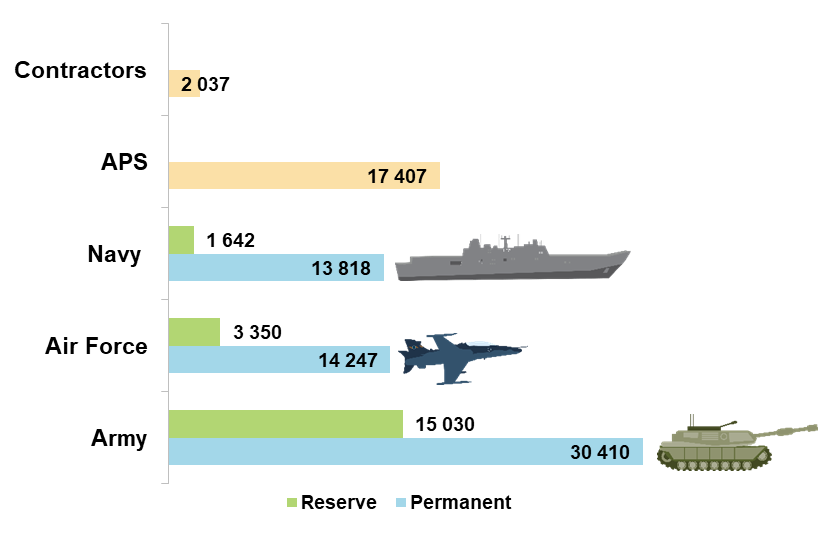 Contractors
2 037
APS
17 407
Navy
1 642
13 818
Air Force
3 350
14 247
Army
15 030
30 410
Reserve Permanent